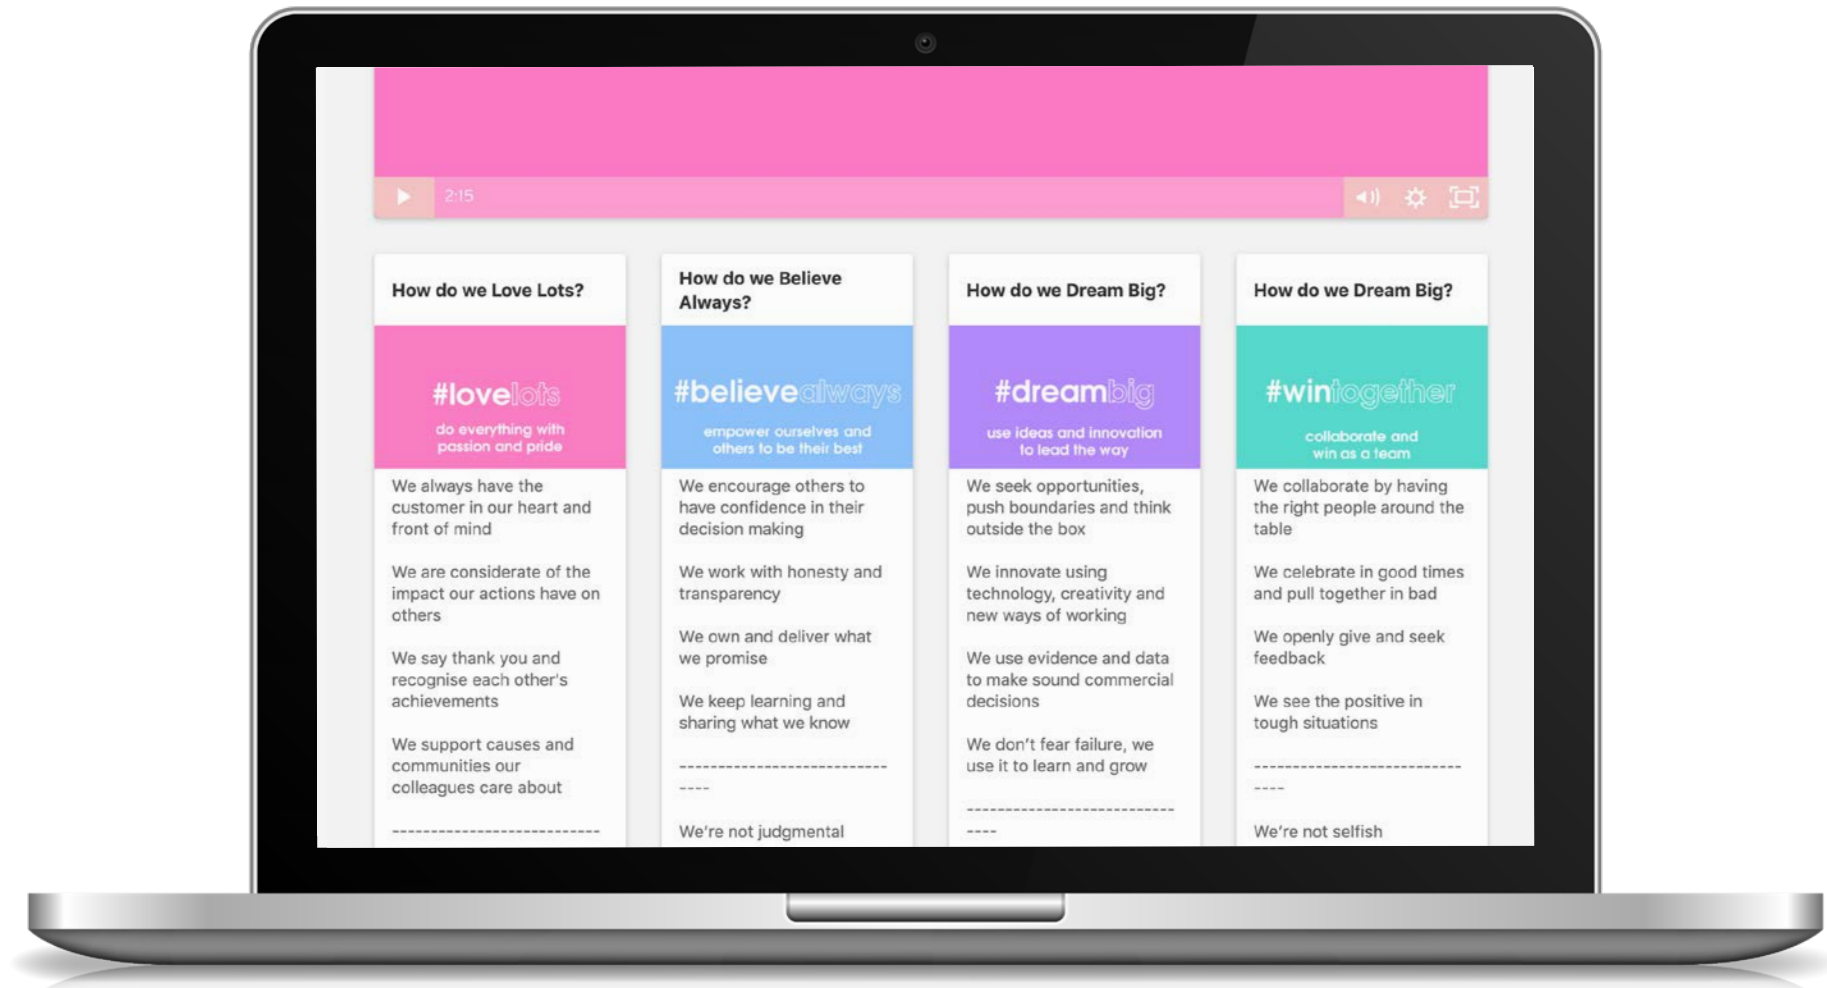 2:15
How do we Love Lots?
#lovelots
do everything with
passion and pride
We always have the
customer in our heart and
front of mind
We are considerate of the
impact our actions have on
others
We say thank you and
recognise each other's
achievements
We support causes and
communities our
colleagues care about
---------------------------
How do we Believe
Always?
#believealways
empower ourselves and
others to be their best
We encourage others to
have confidence in their
decision making
We work with honesty and
transparency
We own and deliver what
we promise
We keep learning and
sharing what we know
---------------------------
----
We're not judgmental
How do we Dream Big?
#dreambig
use ideas and innovation
to lead the way
We seek opportunities,
push boundaries and think
outside the box
We innovate using
technology, creativity and
new ways of working
We use evidence and data
to make sound commercial
decisions
We don't fear failure, we
use it to learn and grow
---------------------------
----
How do we Dream Big?
#wintogether
collaborate and
win as a team
We collaborate by having
the right people around the
table
We celebrate in good times
and pull together in bad
We openly give and seek
feedback
We see the positive in
tough situations
---------------------------
----
We're not selfish